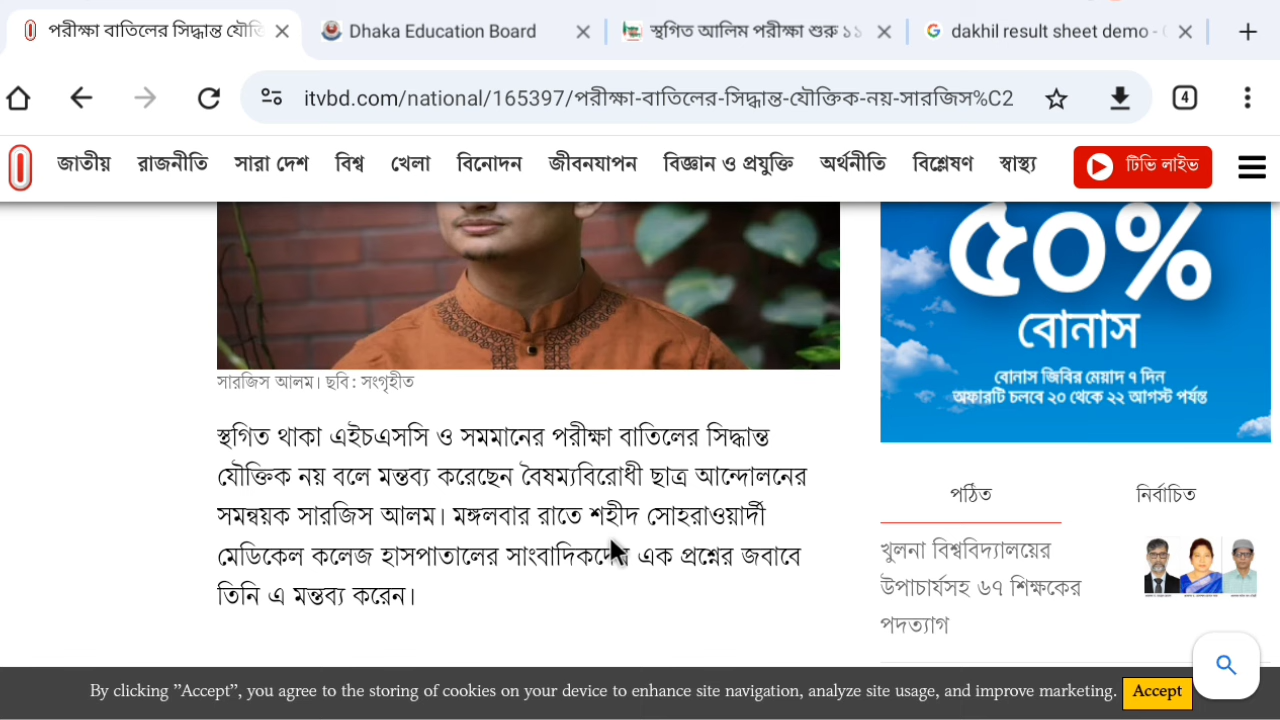 পরীক্ষা বাতিলের সিদ্ধান্ত যৌক্তি
Dhaka Education Board
স্থগিত আলিম পরীক্ষা শুরু ১১
dakhil result sheet demo -
itvbd.com/national/165397/পরীক্ষা-বাতিলের-সিদ্ধান্ত-যৌক্তিক-নয়-সারজিস%C2
4
জাতীয় রাজনীতি সারা দেশ বিশ্ব খেলা বিনোদন জীবনযাপন বিজ্ঞান ও প্রযুক্তি অর্থনীতি বিশ্লেষণ স্বাস্থ্য
টিভি লাইভ
সারজিস আলম। ছবি: সংগৃহীত
স্থগিত থাকা এইচএসসি ও সমমানের পরীক্ষা বাতিলের সিদ্ধান্ত
যৌক্তিক নয় বলে মন্তব্য করেছেন বৈষম্যবিরোধী ছাত্র আন্দোলনের
সমন্বয়ক সারজিস আলম। মঙ্গলবার রাতে শহীদ সোহরাওয়ার্দী
মেডিকেল কলেজ হাসপাতালের সাংবাদিকদের এক প্রশ্নের জবাবে
তিনি এ মন্তব্য করেন।
৫০%
বোনাস
বোনাস জিবির মেয়াদ ৭ দিন
অফারটি চলবে ২০ থেকে ২২ আগস্ট পর্যন্ত
পঠিত নির্বাচিত
খুলনা বিশ্ববিদ্যালয়ের
উপাচার্যসহ ৬৭ শিক্ষকের
পদত্যাগ
By clicking ”Accept”, you agree to the storing of cookies on your device to enhance site navigation, analyze site usage, and improve marketing.
Accept